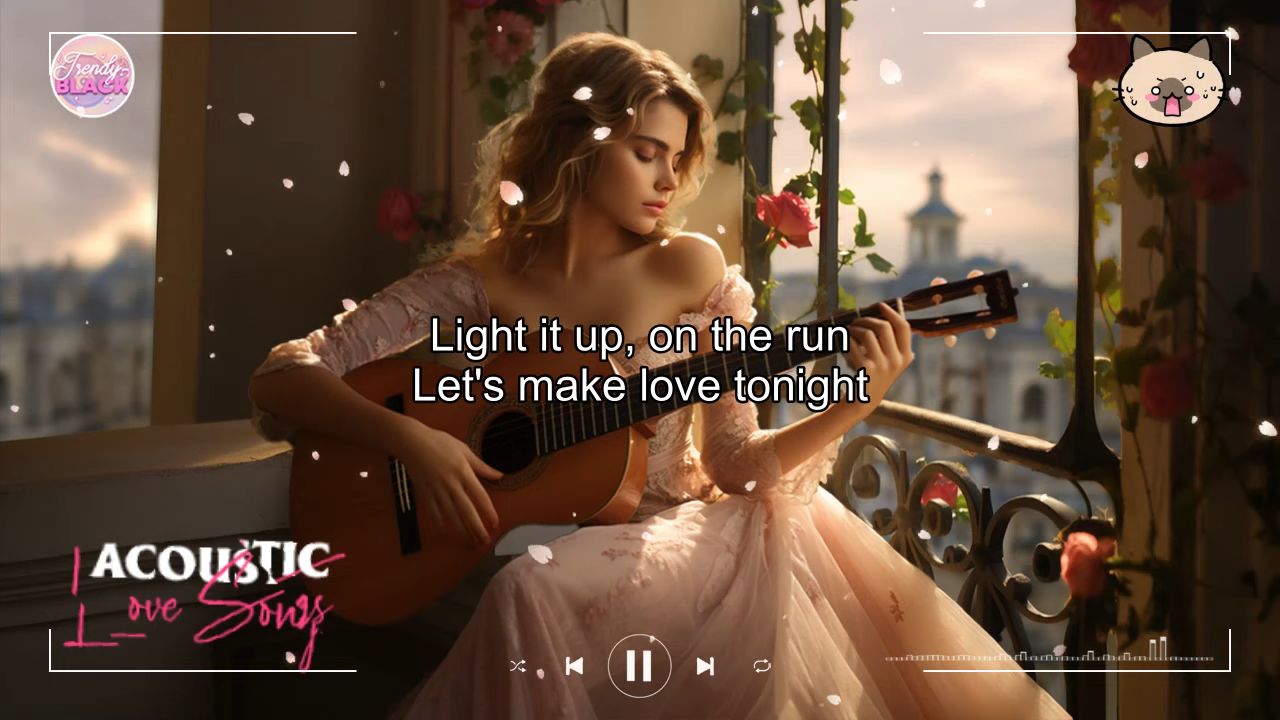 Trendy
BLACK
Light it up, on the run
Let's make love tonight
ACOUSTIC
Love Songs